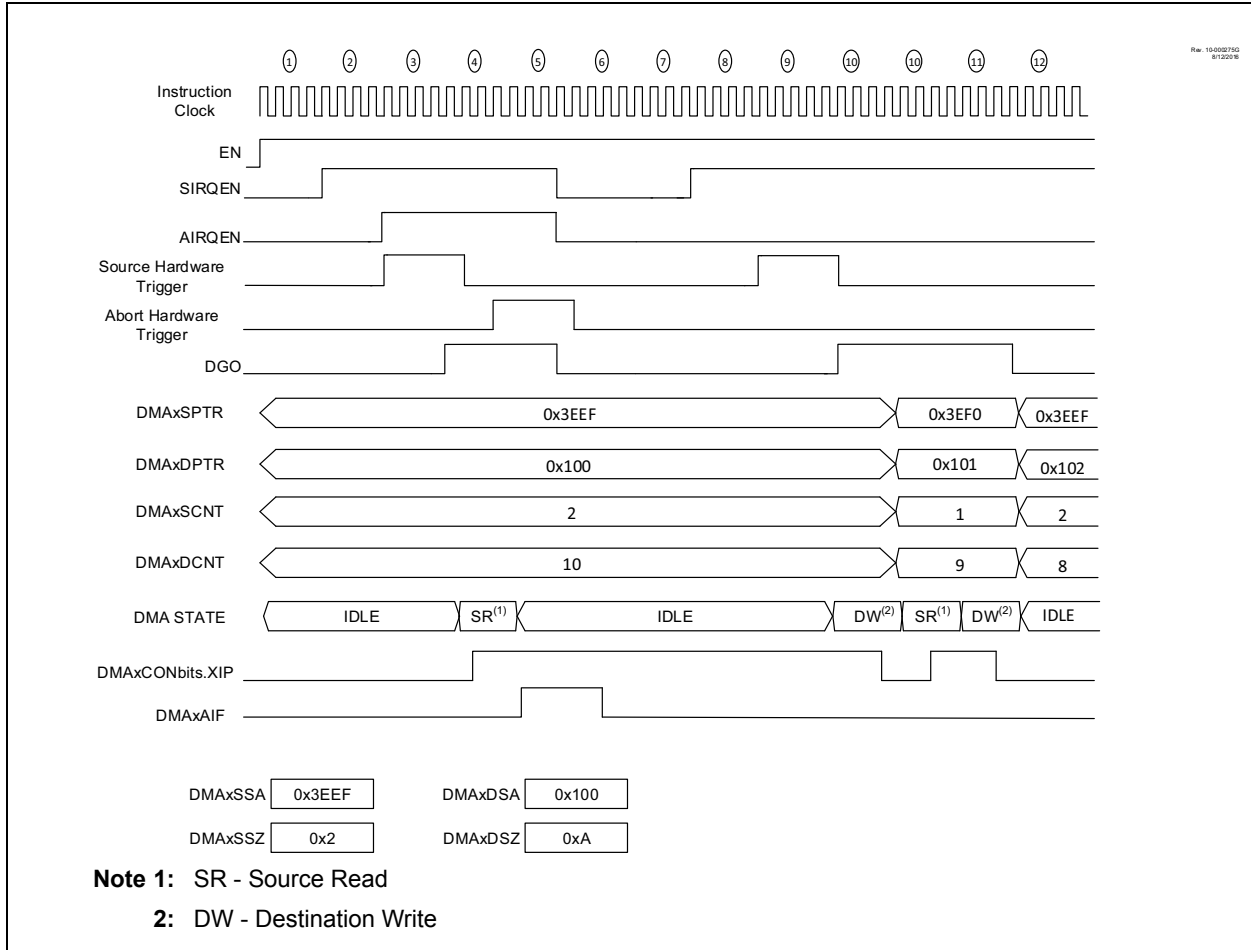 Rev. 10-000275G
8/12/2016
1 2 3 4 5 6 7 8 9 10 10 11 12
Instruction
Clock
EN
SIRQEN
AIRQEN
Source Hardware
Trigger
Abort Hardware
Trigger
DGO
DMAxSPTR 0x3EEF 0x3EF0 0x3EEF
DMAxDPTR 0x100 0x101 0x102
DMAxSCNT 2 1 2
DMAxDCNT 10 9 8
DMA STATE IDLE SR(1) IDLE DW(2) SR(1) DW(2) IDLE
DMAxCONbits.XIP
DMAxAIF
DMAxSSA 0x3EEF DMAxDSA 0x100
DMAxSSZ 0x2 DMAxDSZ 0xA
Note 1: SR - Source Read
2: DW - Destination Write